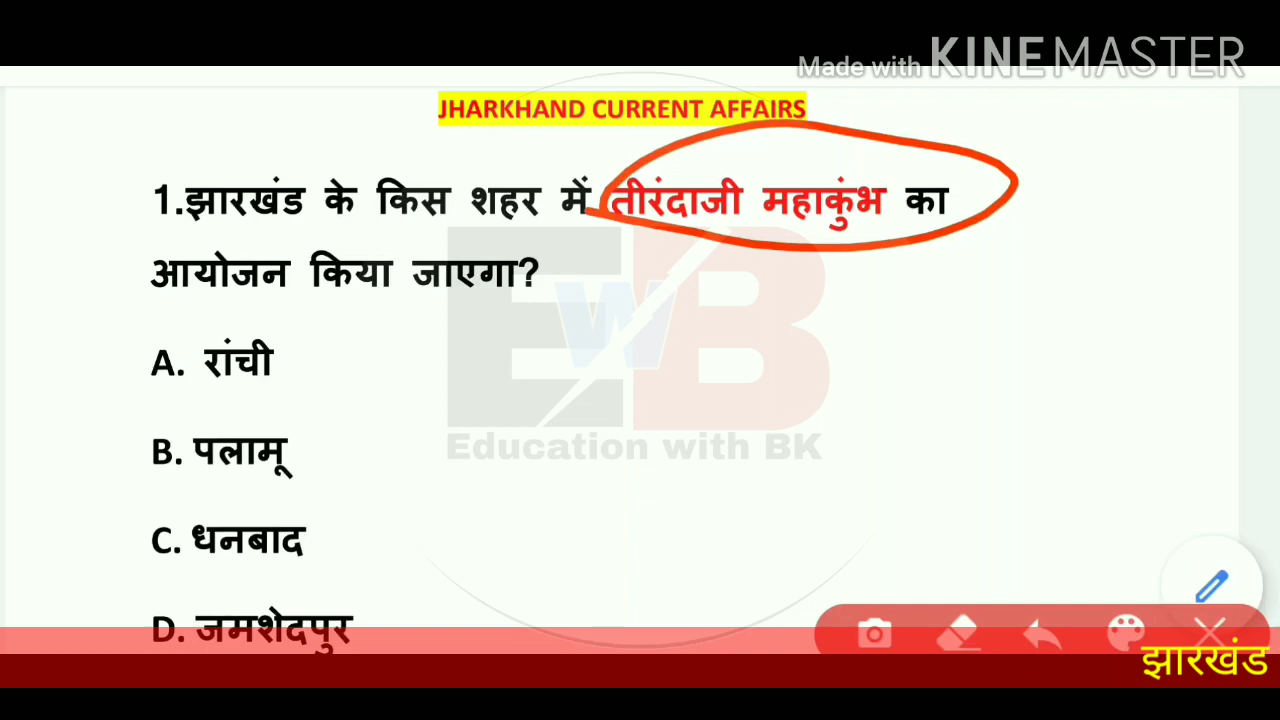 Made with KINEMASTER
JHARKHAND CURRENT AFFAIRS
1.झारखंड के किस शहर में तीरंदाजी महाकुंभ का
आयोजन किया जाएगा?
A. रांची
EWB
B. पलामू
Education with BK
C. धनबाद
D. जमशेदपुर
झारखंड